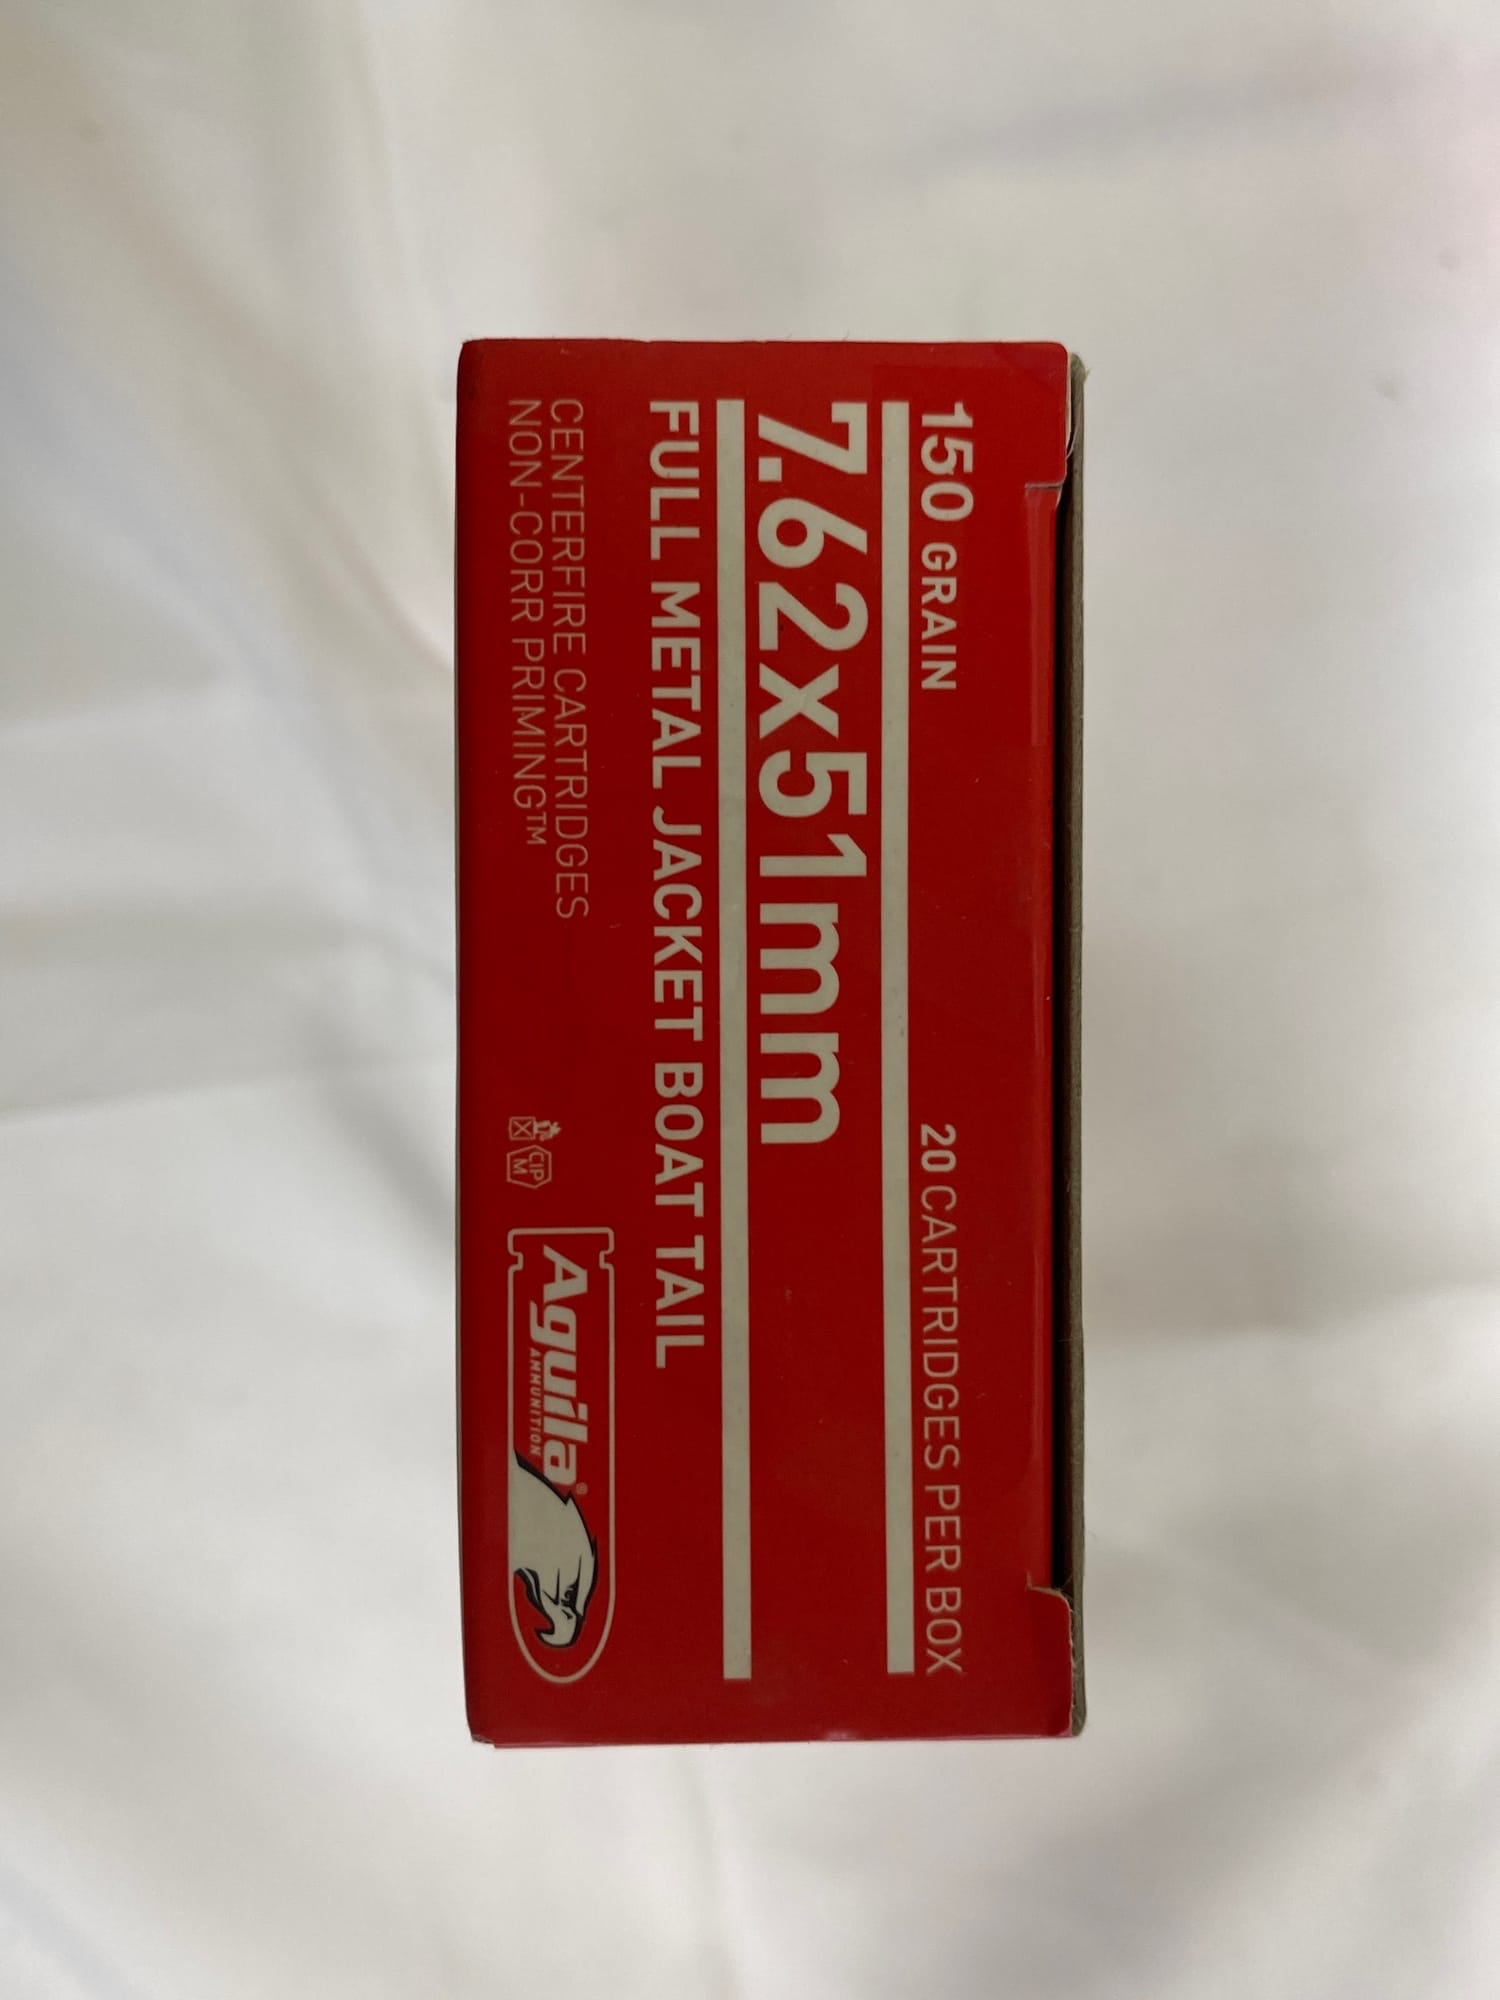 150 GRAIN
20 CARTRIDGES PER BOX
7.62x51mm
FULL METAL JACKET BOAT TAIL
CENTERFIRE CARTRIDGES
NON-CORR PRIMING™
CIP
M
Aguila®
AMMUNITION